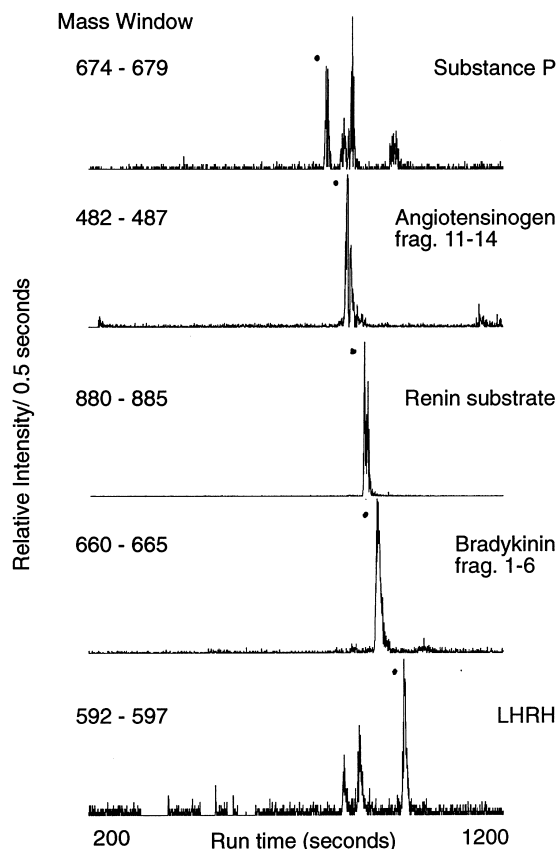 Mass Window
674 - 679
Substance P
482 - 487
Angiotensinogen
frag. 11-14
880 - 885
Renin substrate
660 - 665
Bradykinin
frag. 1-6
592 - 597
LHRH
Relative Intensity/ 0.5 seconds
200
Run time (seconds)
1200